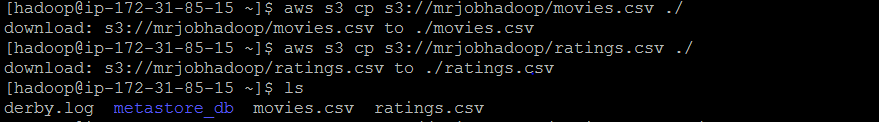 [hadoop@ip-172-31-85-15 ~]$ aws s3 cp s3://mrjobhadoop/movies.csv ./
download: s3://mrjobhadoop/movies.csv to ./movies.csv
[hadoop@ip-172-31-85-15 ~]$ aws s3 cp s3://mrjobhadoop/ratings.csv ./
download: s3://mrjobhadoop/ratings.csv to ./ratings.csv
[hadoop@ip-172-31-85-15 ~]$ ls
derby.log  metastore_db  movies.csv  ratings.csv